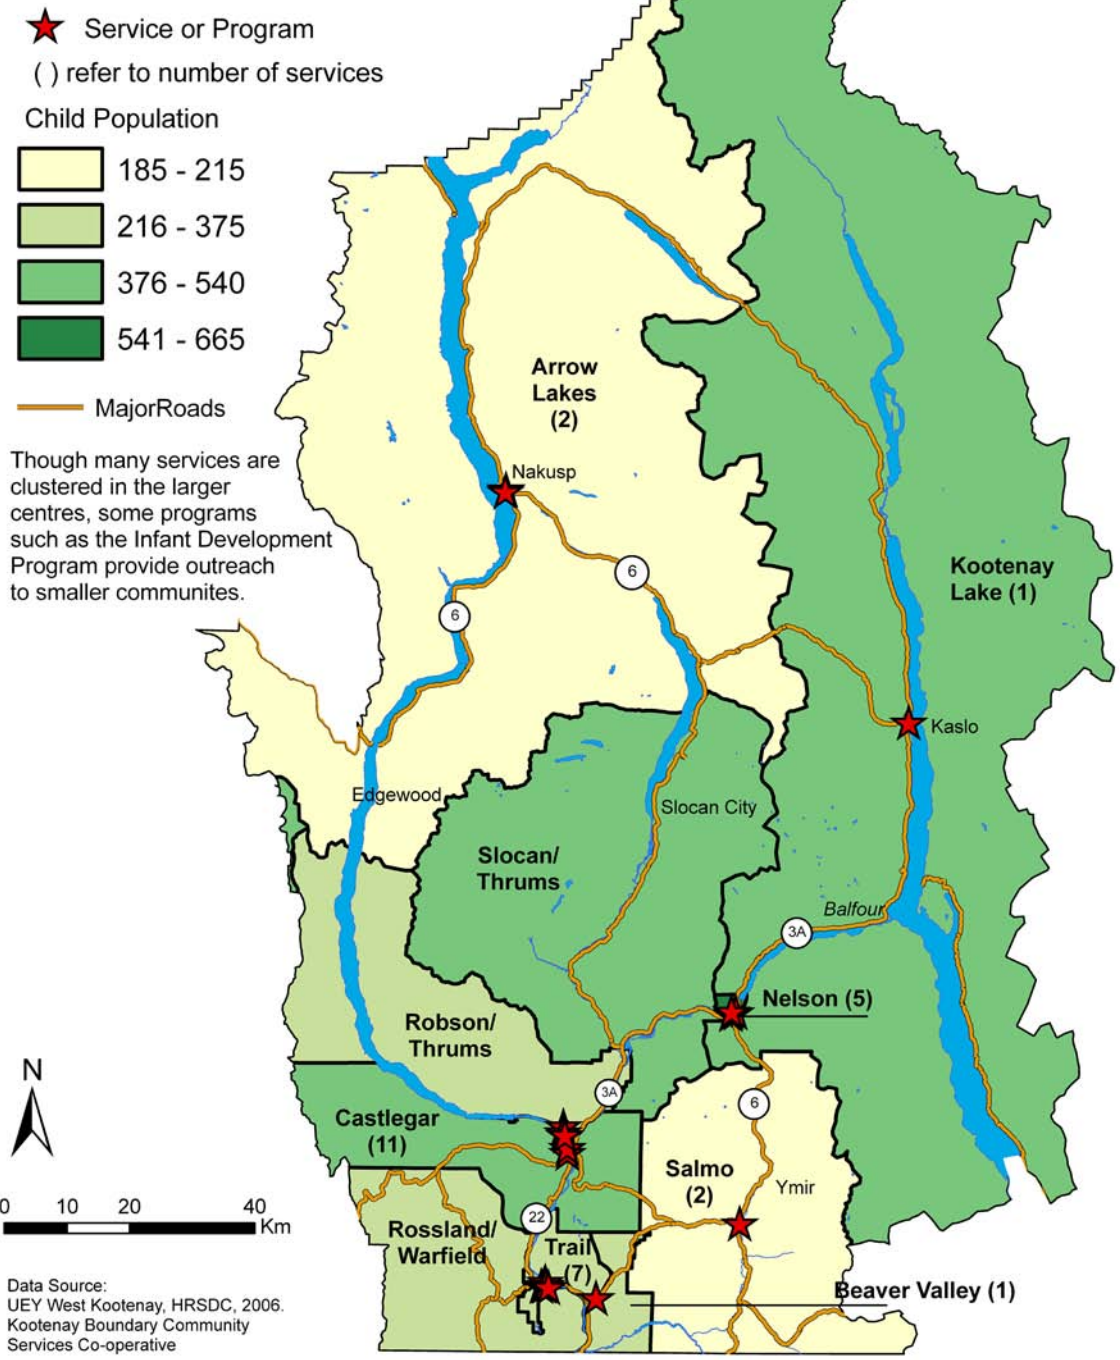 Service or Program
( ) refer to number of services
Child Population
185 - 215
216 - 375
376 - 540
541 - 665
MajorRoads
Though many services are
clustered in the larger
centres, some programs
such as the Infant Development
Program provide outreach
to smaller communites.
Arrow
Lakes
(2)
Nakusp
6
6
Kootenay
Lake (1)
Kaslo
Edgewood
Slocan City
Slocan/
Thrums
Balfour
3A
Nelson (5)
Robson/
Thrums
3A
6
Castlegar
(11)
Salmo
(2)
Ymir
22
Rossland/
Warfield
Trail
(7)
Beaver Valley (1)
N
0 10 20 40
Km
Data Source:
UEY West Kootenay, HRSDC, 2006.
Kootenay Boundary Community
Services Co-operative